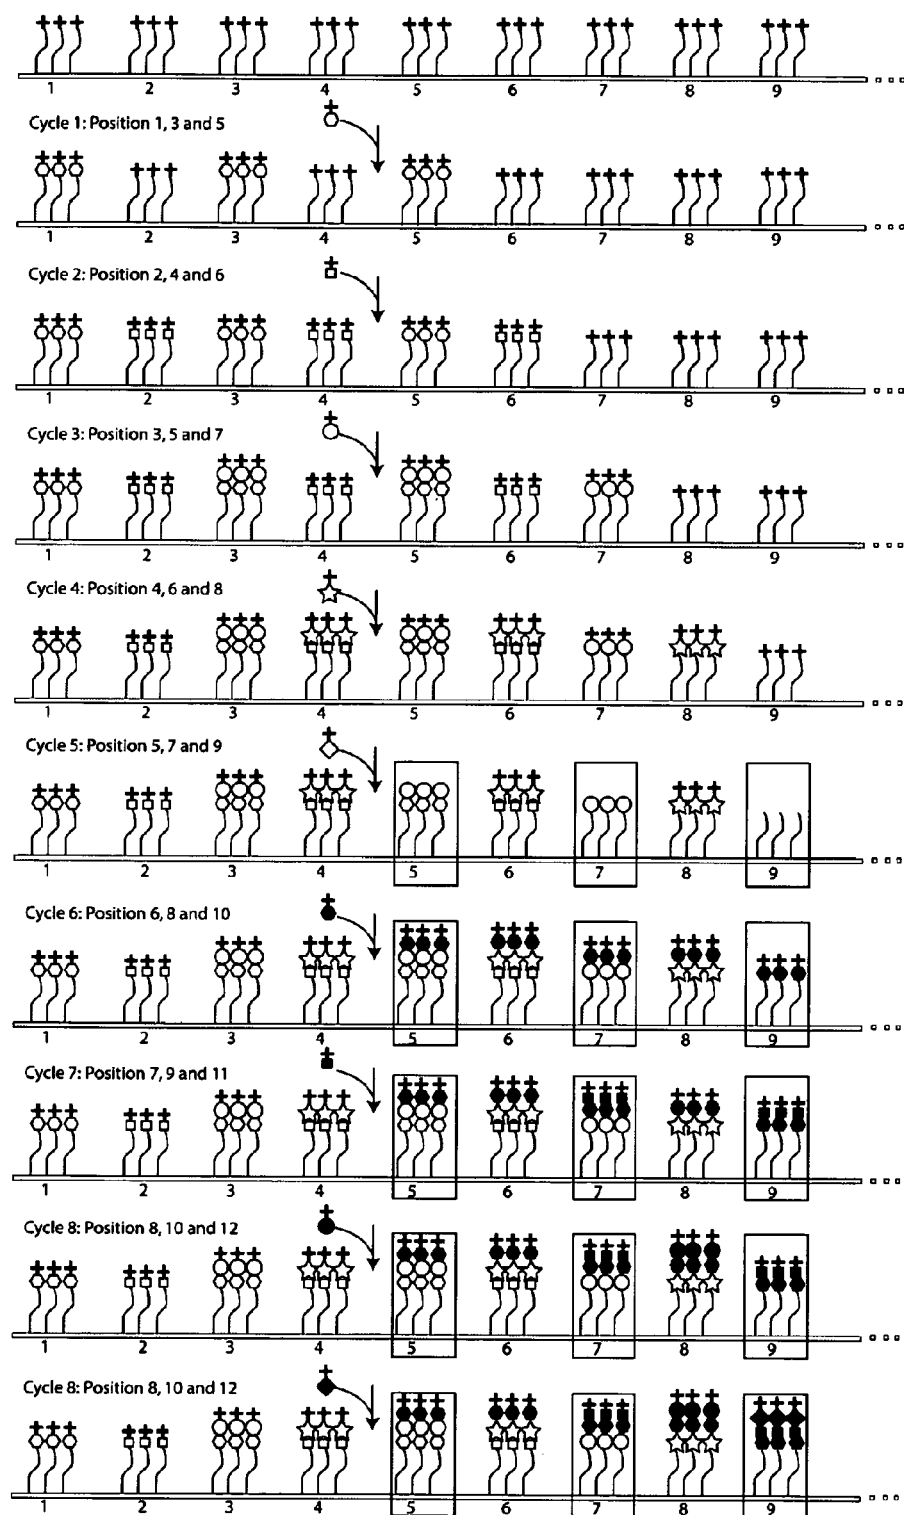 1 2 3 4 5 6 7 8 9
Cycle 1: Position 1, 3 and 5
1 2 3 4 5 6 7 8 9
Cycle 2: Position 2, 4 and 6
1 2 3 4 5 6 7 8 9
Cycle 3: Position 3, 5 and 7
1 2 3 4 5 6 7 8 9
Cycle 4: Position 4, 6 and 8
1 2 3 4 5 6 7 8 9
Cycle 5: Position 5, 7 and 9
1 2 3 4 5 6 7 8 9
Cycle 6: Position 6, 8 and 10
1 2 3 4 5 6 7 8 9
Cycle 7: Position 7, 9 and 11
1 2 3 4 5 6 7 8 9
Cycle 8: Position 8, 10 and 12
1 2 3 4 5 6 7 8 9
Cycle 8: Position 8, 10 and 12
1 2 3 4 5 6 7 8 9